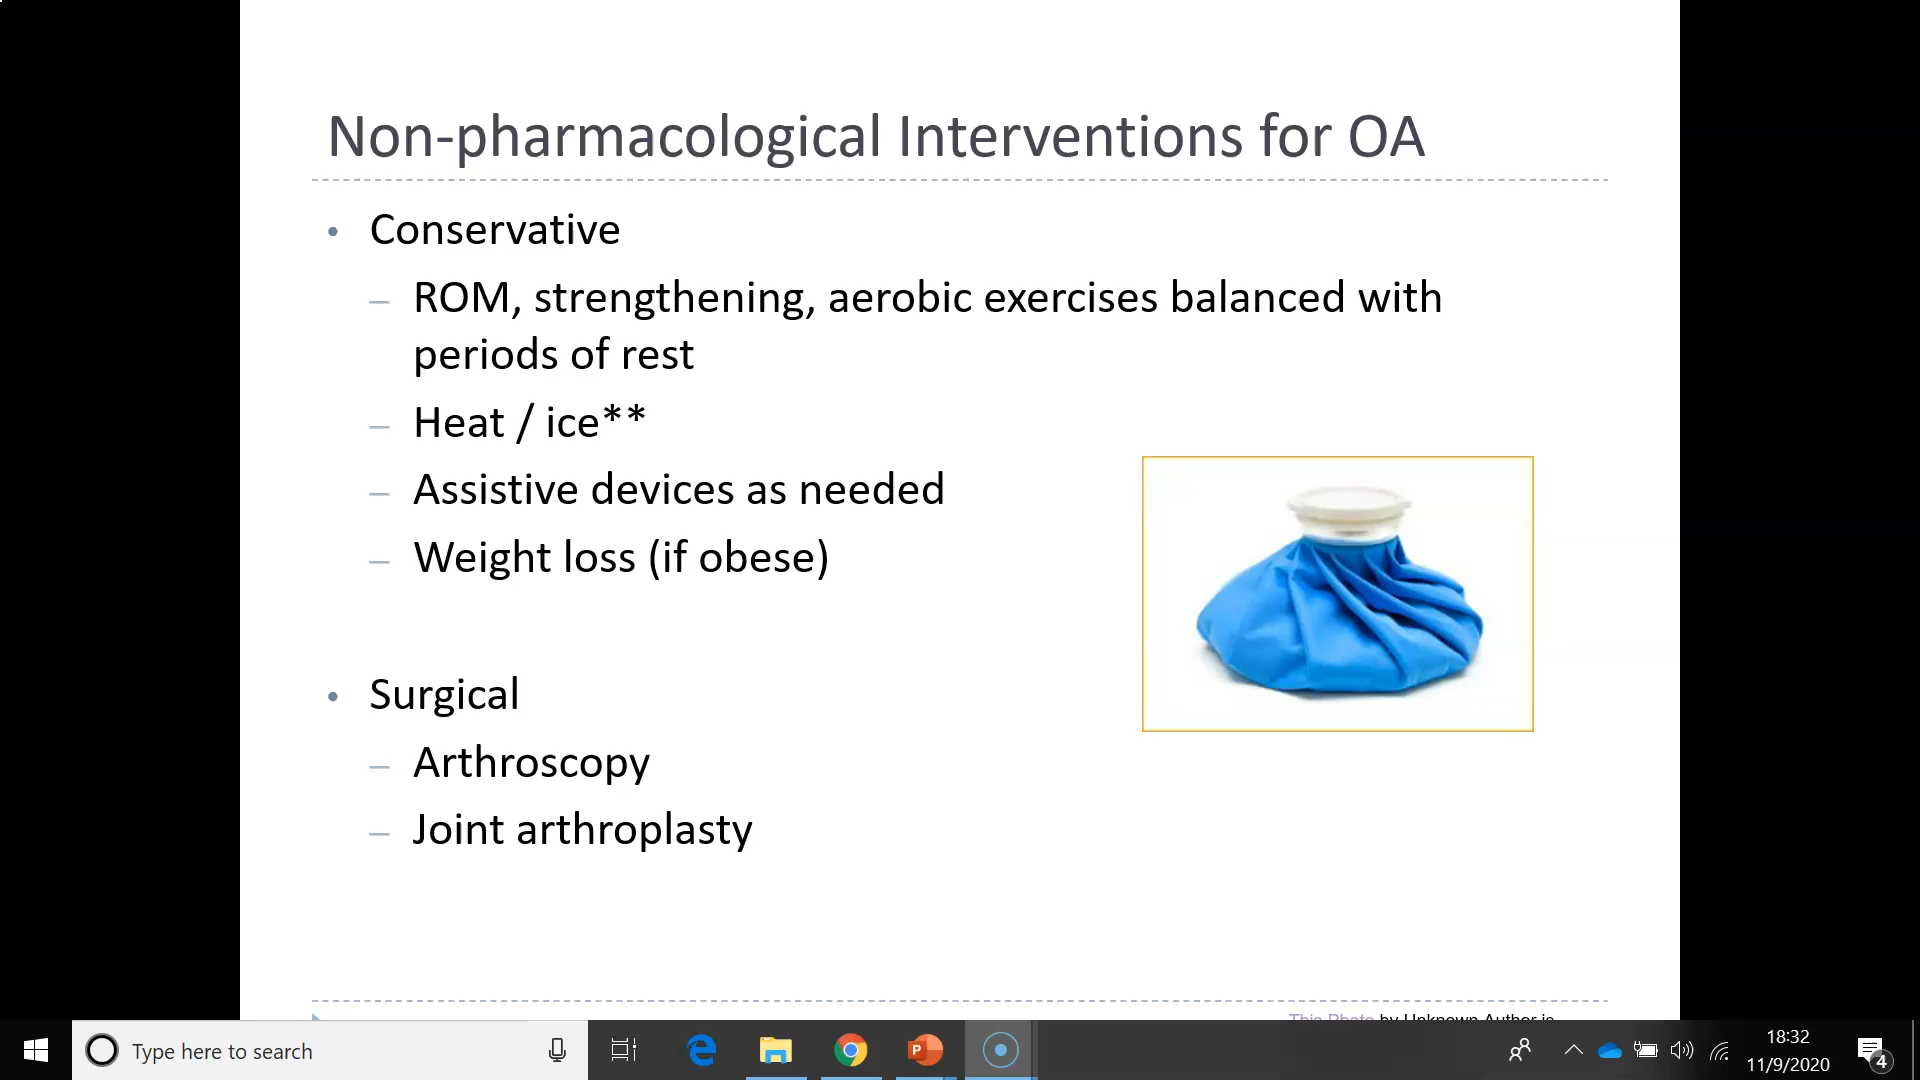 Non-pharmacological Interventions for OA
• Conservative
– ROM, strengthening, aerobic exercises balanced with
periods of rest
– Heat / ice**
– Assistive devices as needed
– Weight loss (if obese)
• Surgical
– Arthroscopy
– Joint arthroplasty
This Photo by Unknown Author is
Type here to search
P
18:32
11/9/2020
4